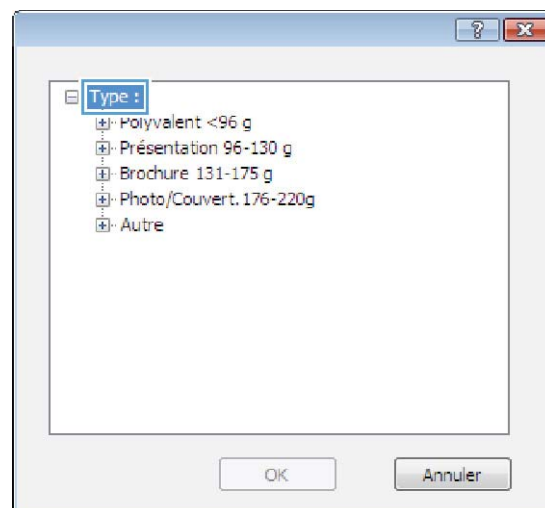 Type :
Polyvalent <96 g
Présentation 96-130 g
Brochure 131-175 g
Photo/Couvert. 176-220g
Autre
OK
Annuler